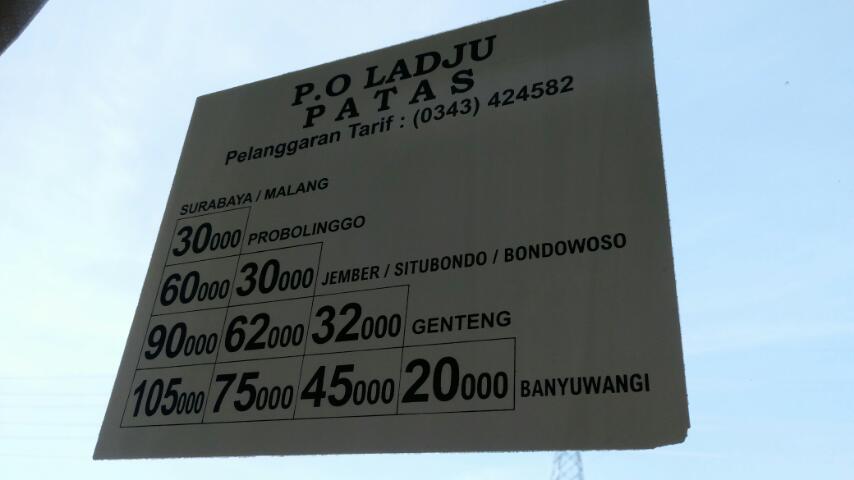 P.O LADJU
PATAS
Pelanggaran Tarif : (0343) 424582
SURABAYA / MALANG
30000 PROBOLINGGO
60000 30000 JEMBER / SITUBONDO / BONDOWOSO
90000 62000 32000 GENTENG
105000 75000 45000 20000 BANYUWANGI